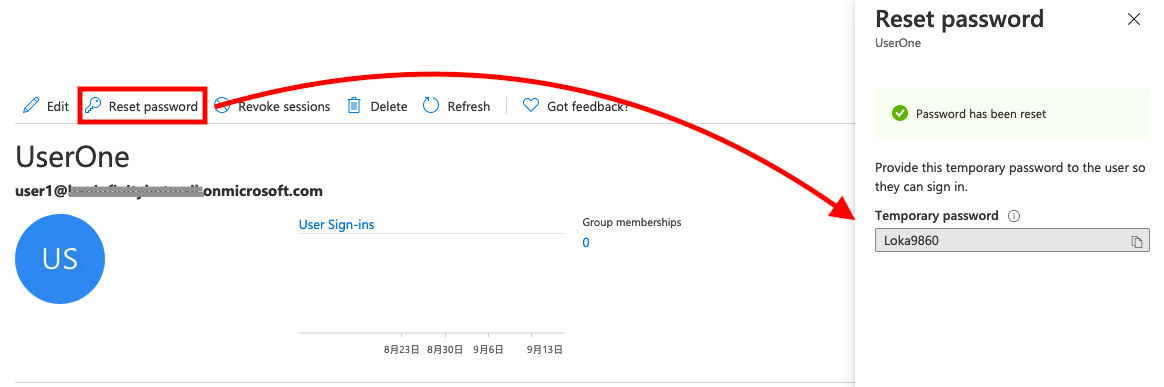 Edit Reset password Revoke sessions Delete Refresh Got feedback?
UserOne
user1@onmicrosoft.com
US
User Sign-ins
8月23日 8月30日 9月6日 9月13日
Group memberships
0
Reset password
UserOne
Password has been reset
Provide this temporary password to the user so
they can sign in.
Temporary password
Loka9860